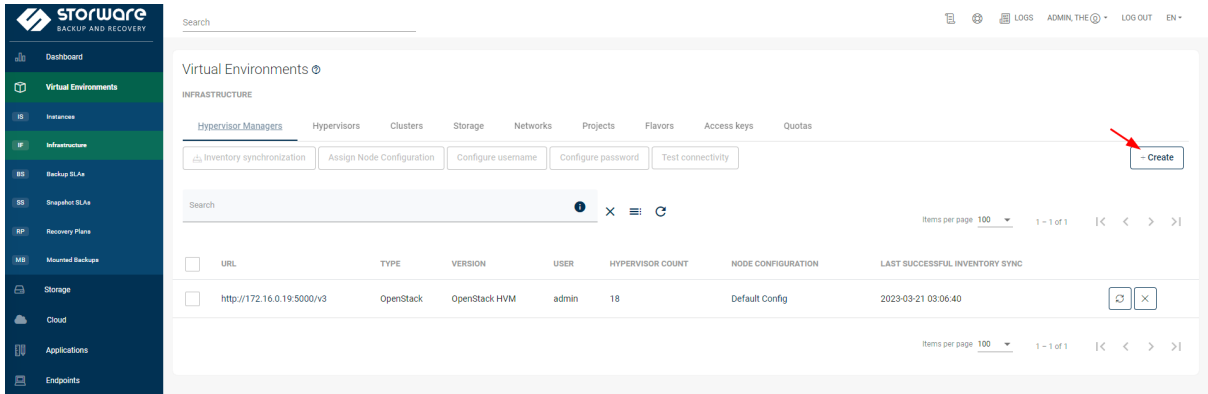 STORWARE
BACKUP AND RECOVERY
Search
LOGS
ADMIN, THE
LOG OUT
EN
Dashboard
Virtual Environments
IS Instances
IF Infrastructure
BS Backup SLAs
SS Snapshot SLAs
RP Recovery Plans
MB Mounted Backups
Storage
Cloud
Applications
Endpoints
Virtual Environments
INFRASTRUCTURE
Hypervisor Managers Hypervisors Clusters Storage Networks Projects Flavors Access keys Quotas
Inventory synchronization Assign Node Configuration Configure username Configure password Test connectivity + Create
Search
Items per page 100 1 – 1 of 1
URL TYPE VERSION USER HYPERVISOR COUNT NODE CONFIGURATION LAST SUCCESSFUL INVENTORY SYNC
http://172.16.0.19:5000/v3 OpenStack OpenStack HVM admin 18 Default Config 2023-03-21 03:06:40
Items per page 100 1 – 1 of 1